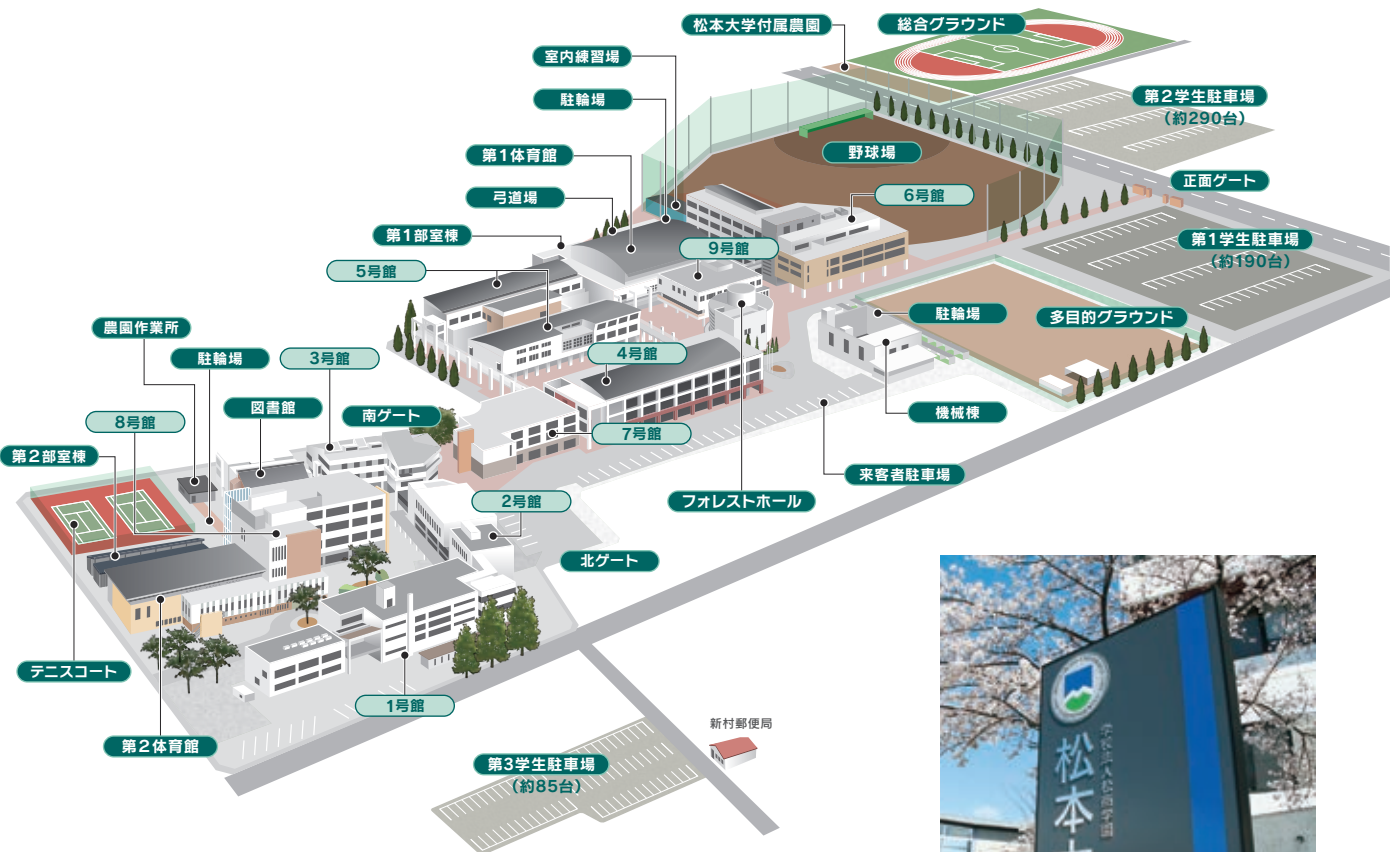 松本大学付属農園
総合グラウンド
室内練習場
駐輪場
第2学生駐車場
(約290台)
第1体育館
野球場
正面ゲート
弓道場
6号館
第1部室棟
9号館
第1学生駐車場
(約190台)
5号館
農園作業所
駐輪場
多目的グラウンド
駐輪場
3号館
4号館
図書館
南ゲート
機械棟
8号館
7号館
第2部室棟
来客者駐車場
2号館
フォレストホール
北ゲート
テニスコート
1号館
第2体育館
新村郵便局
第3学生駐車場
(約85台)
学校法人松商学園
松本